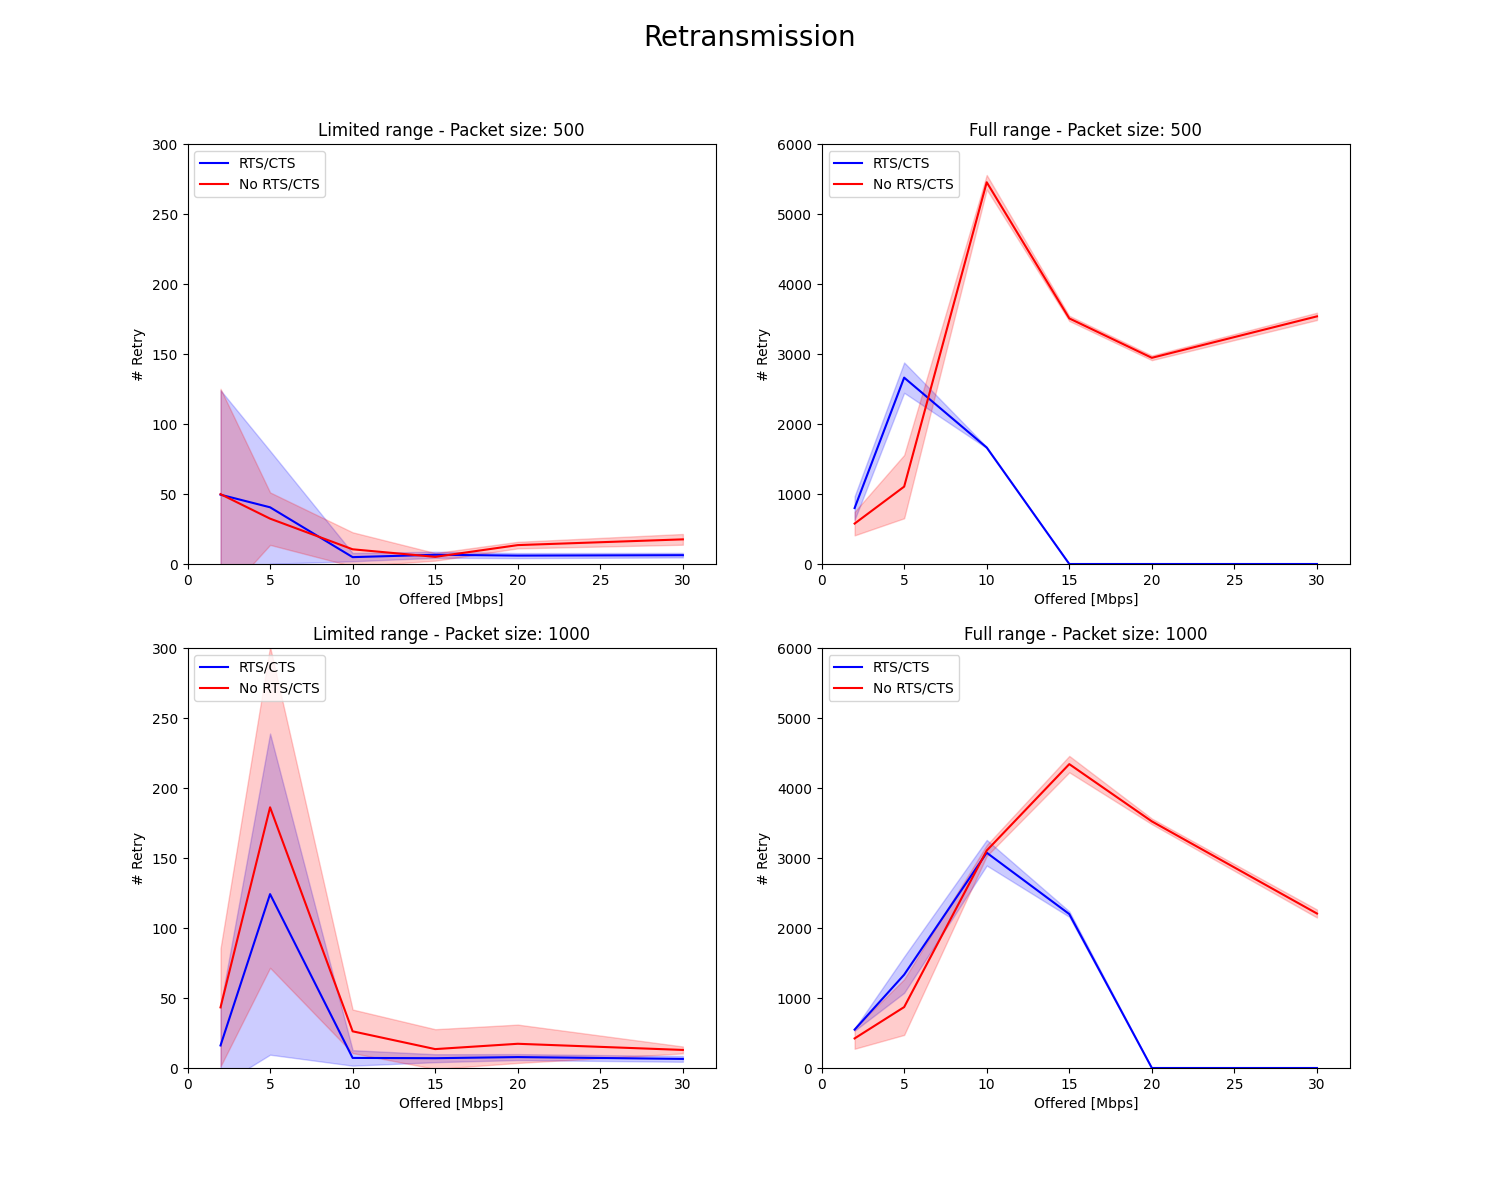 Retransmission
Limited range - Packet size: 500
300
250
200
150
100
50
0
# Retry
RTS/CTS
No RTS/CTS
0 5 10 15 20 25 30
Offered [Mbps]
Full range - Packet size: 500
6000
5000
4000
3000
2000
1000
0
# Retry
RTS/CTS
No RTS/CTS
0 5 10 15 20 25 30
Offered [Mbps]
Limited range - Packet size: 1000
300
250
200
150
100
50
0
# Retry
RTS/CTS
No RTS/CTS
0 5 10 15 20 25 30
Offered [Mbps]
Full range - Packet size: 1000
6000
5000
4000
3000
2000
1000
0
# Retry
RTS/CTS
No RTS/CTS
0 5 10 15 20 25 30
Offered [Mbps]